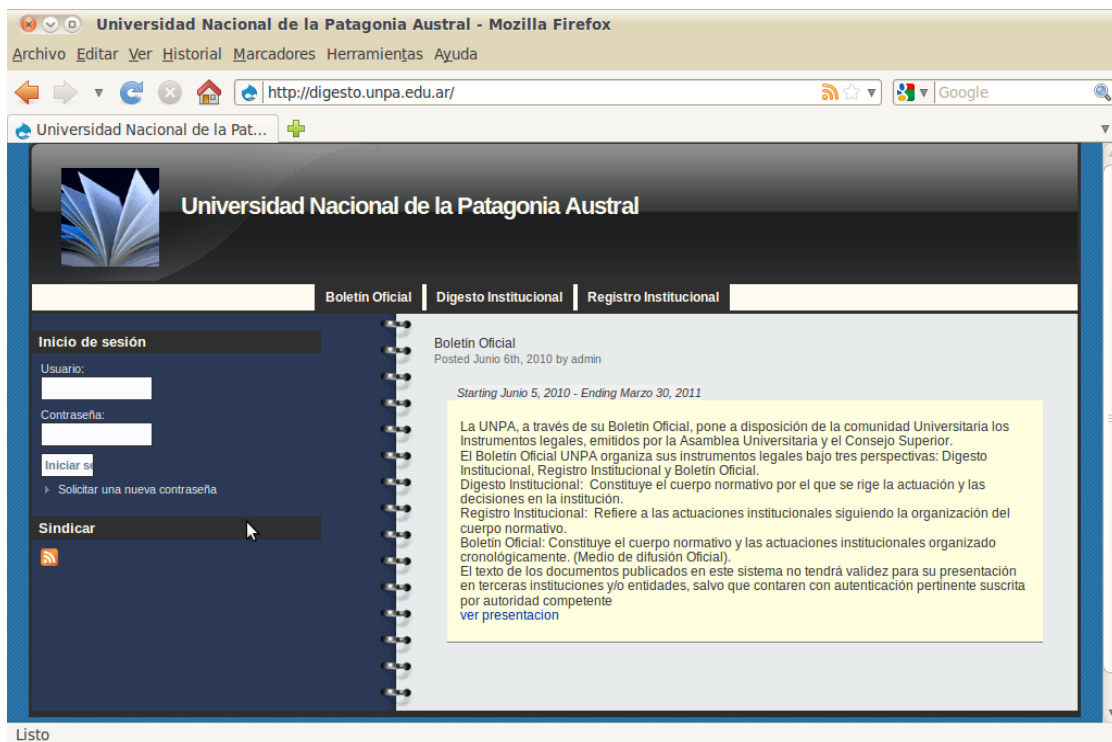 Universidad Nacional de la Patagonia Austral - Mozilla Firefox
Archivo Editar Ver Historial Marcadores Herramientas Ayuda
http://digesto.unpa.edu.ar/
Google
Universidad Nacional de la Pat...
Universidad Nacional de la Patagonia Austral
Boletín Oficial Digesto Institucional Registro Institucional
Inicio de sesión
Usuario:
Contraseña:
Iniciar se
Solicitar una nueva contraseña
Sindicar
Boletín Oficial
Posted Junio 6th, 2010 by admin
Starting Junio 5, 2010 - Ending Marzo 30, 2011
La UNPA, a través de su Boletín Oficial, pone a disposición de la comunidad Universitaria los
Instrumentos legales, emitidos por la Asamblea Universitaria y el Consejo Superior.
El Boletín Oficial UNPA organiza sus instrumentos legales bajo tres perspectivas: Digesto
Institucional, Registro Institucional y Boletín Oficial.
Digesto Institucional: Constituye el cuerpo normativo por el que se rige la actuación y las
decisiones en la institución.
Registro Institucional: Refiere a las actuaciones institucionales siguiendo la organización del
cuerpo normativo.
Boletín Oficial: Constituye el cuerpo normativo y las actuaciones institucionales organizado
cronológicamente. (Medio de difusión Oficial).
El texto de los documentos publicados en este sistema no tendrá validez para su presentación
en terceras instituciones y/o entidades, salvo que contaren con autenticación pertinente suscrita
por autoridad competente
ver presentacion
Listo